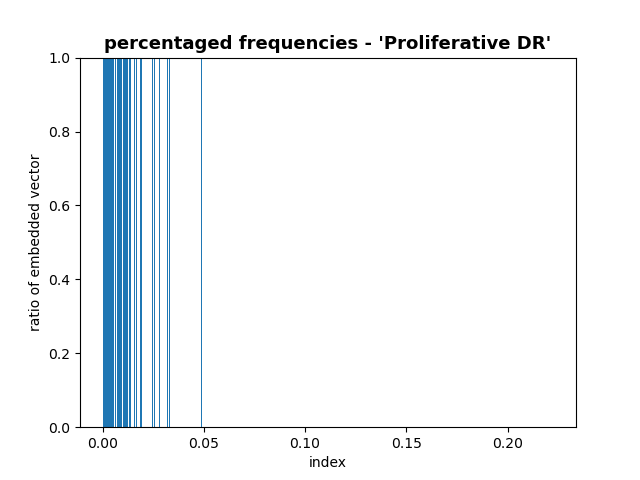 percentaged frequencies - 'Proliferative DR'
1.0
0.8
0.6
0.4
0.2
0.0
ratio of embedded vector
0.00 0.05 0.10 0.15 0.20
index